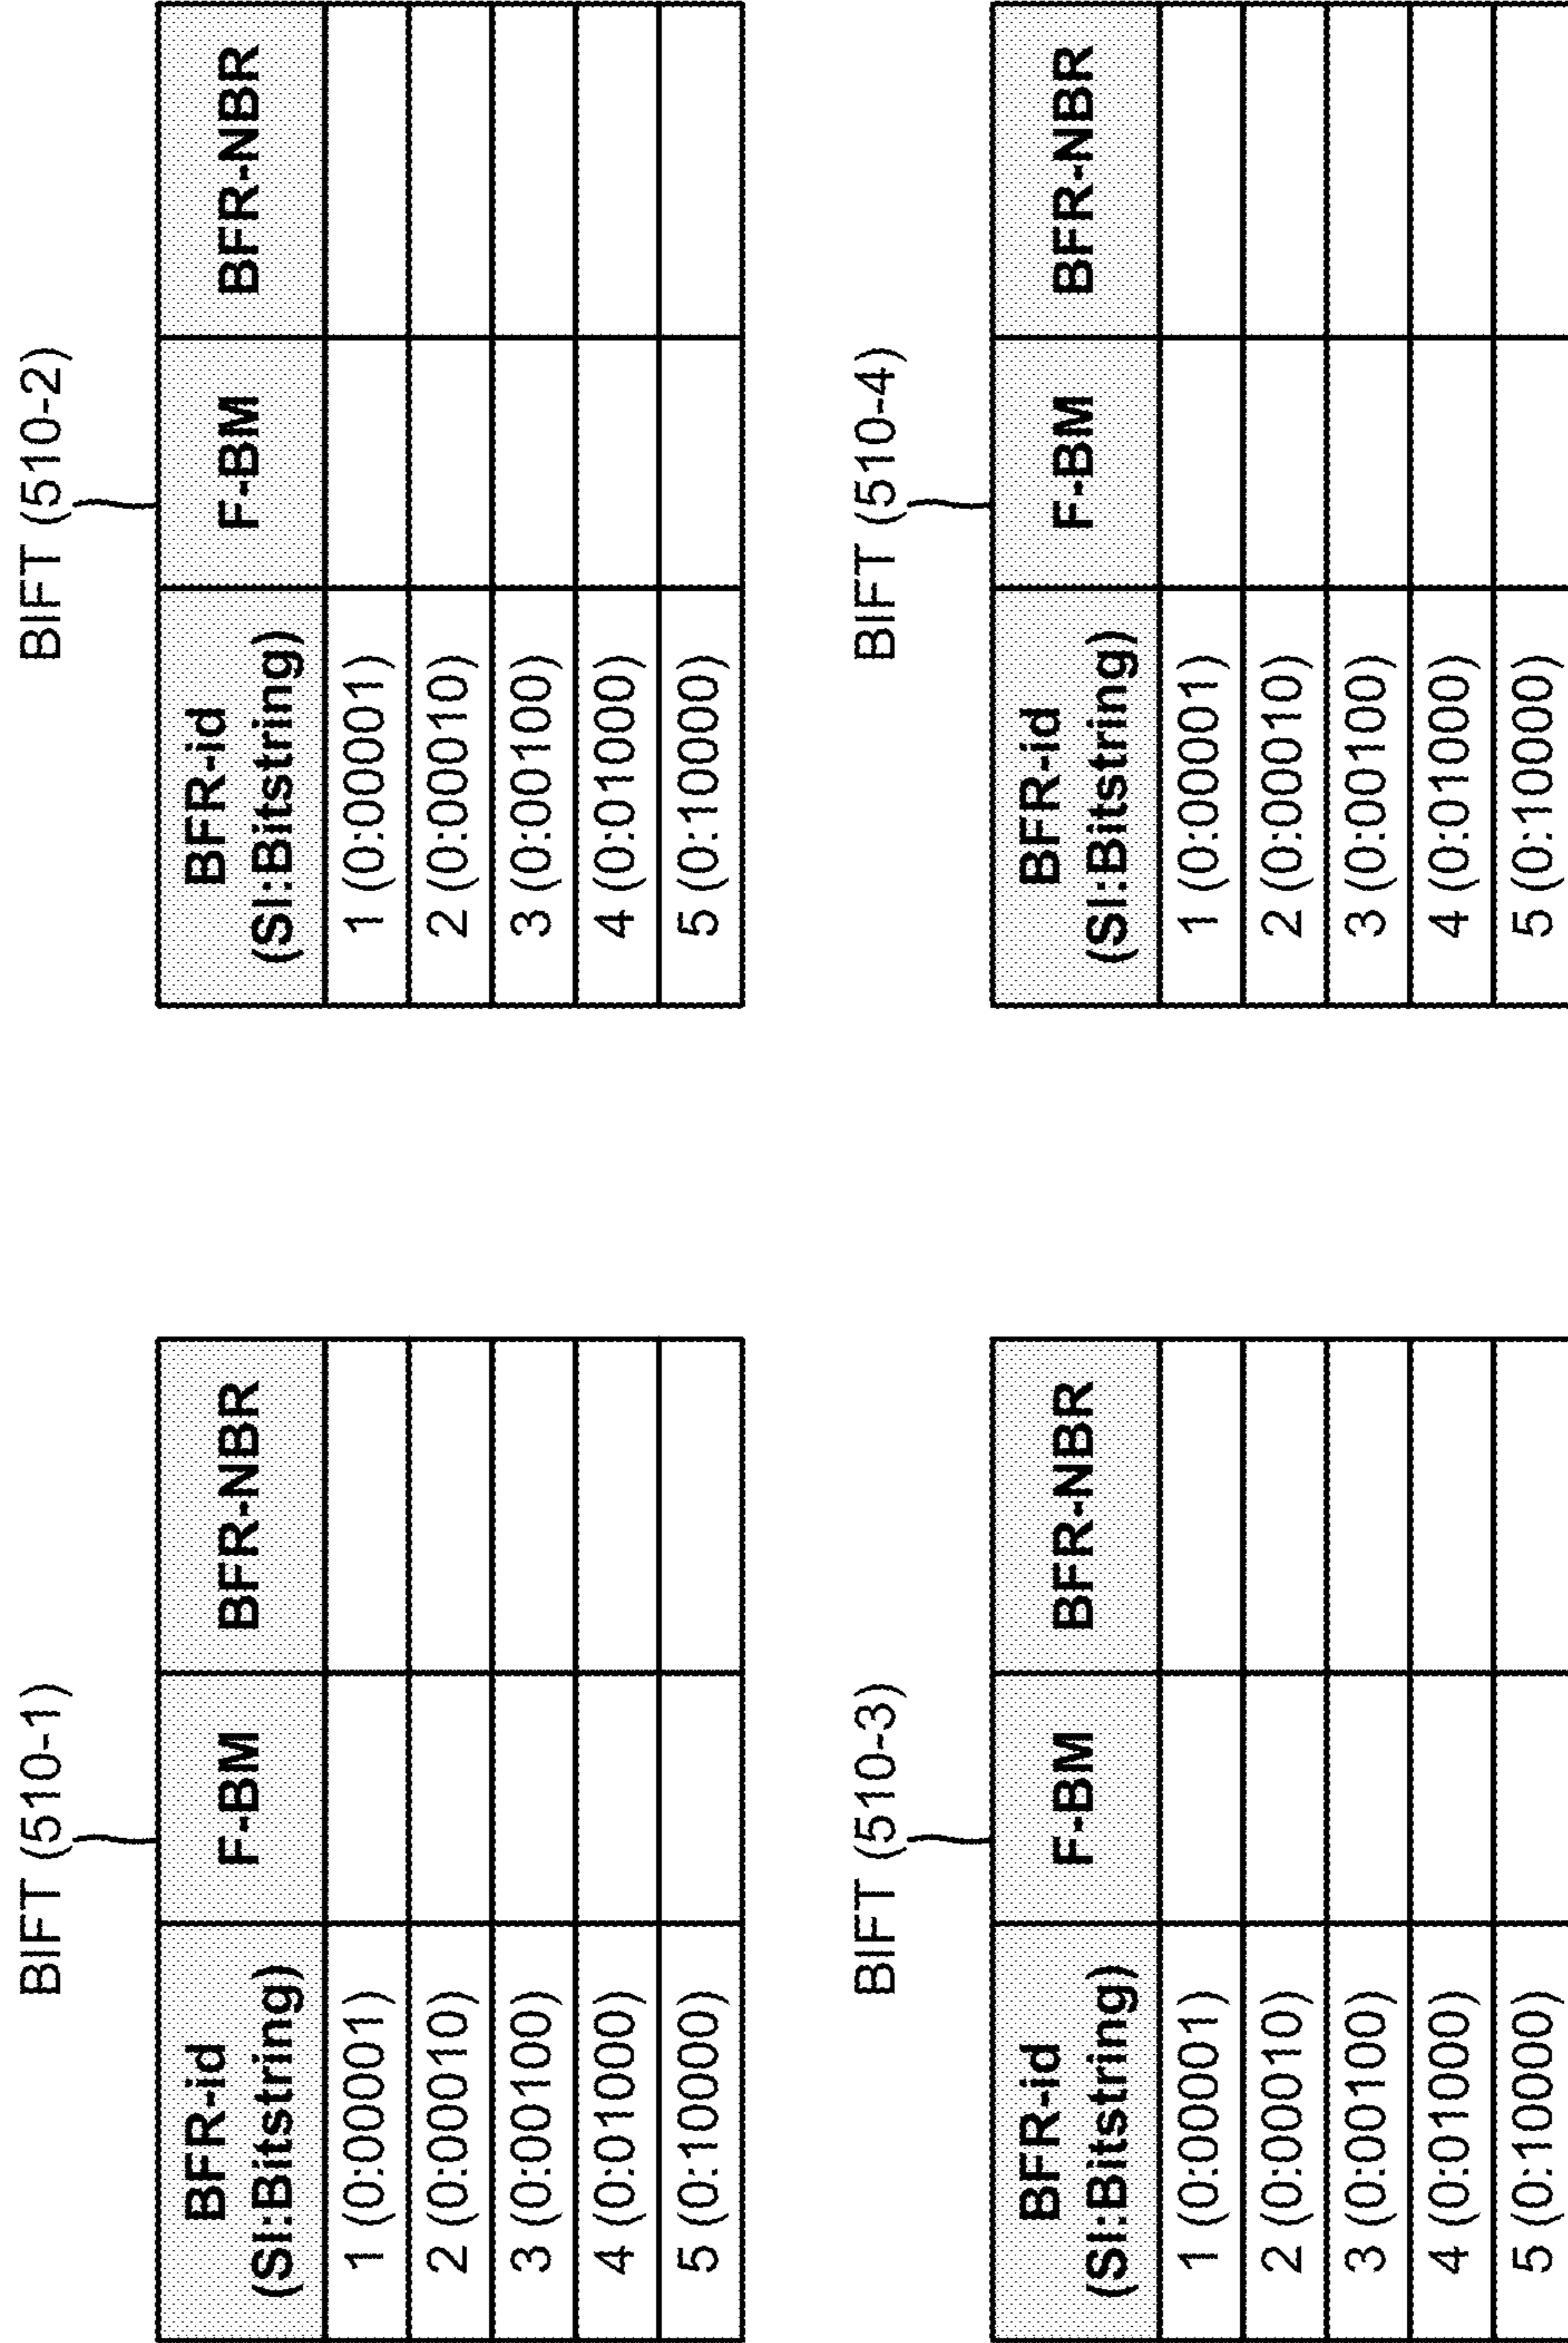 BIFT (510-1)
BFR-id
(SI:Bitstring)
F-BM
BFR-NBR
1 (0:00001)
2 (0:00010)
3 (0:00100)
4 (0:01000)
5 (0:10000)
BIFT (510-2)
BFR-id
(SI:Bitstring)
F-BM
BFR-NBR
1 (0:00001)
2 (0:00010)
3 (0:00100)
4 (0:01000)
5 (0:10000)
BIFT (510-3)
BFR-id
(SI:Bitstring)
F-BM
BFR-NBR
1 (0:00001)
2 (0:00010)
3 (0:00100)
4 (0:01000)
5 (0:10000)
BIFT (510-4)
BFR-id
(SI:Bitstring)
F-BM
BFR-NBR
1 (0:00001)
2 (0:00010)
3 (0:00100)
4 (0:01000)
5 (0:10000)